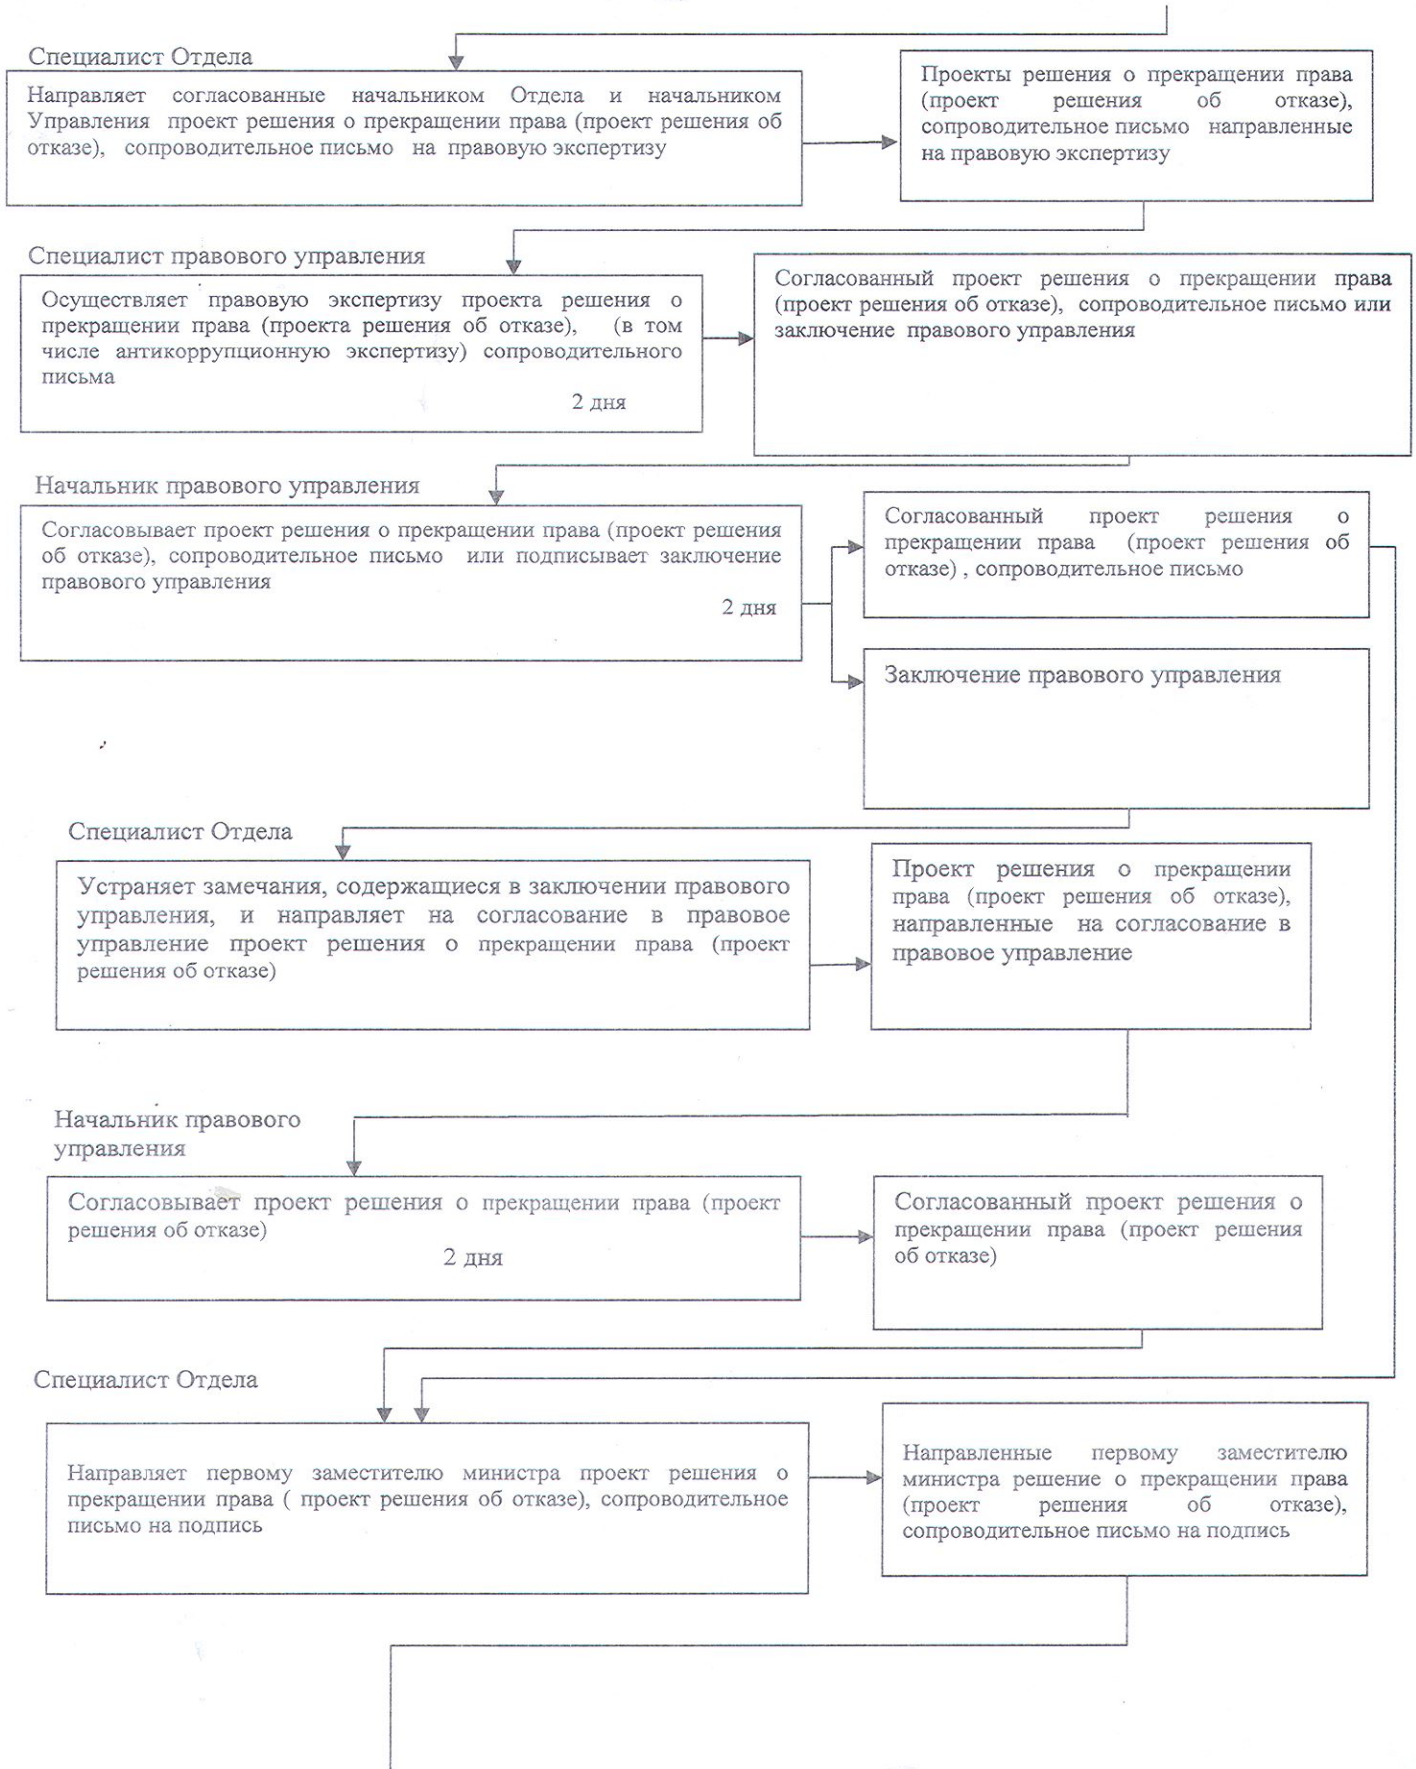 Специалист Отдела
Направляет согласованные начальником Отдела и начальником
Управления проект решения о прекращении права (проект решения об
отказе), сопроводительное письмо на правовую экспертизу
Проекты решения о прекращении права
(проект решения об отказе),
сопроводительное письмо направленные
на правовую экспертизу
Специалист правового управления
Осуществляет правовую экспертизу проекта решения о
прекращении права (проекта решения об отказе), (в том
числе антикоррупционную экспертизу) сопроводительного
письма
2 дня
Согласованный проект решения о прекращении права
(проект решения об отказе), сопроводительное письмо или
заключение правового управления
Начальник правового управления
Согласовывает проект решения о прекращении права (проект решения
об отказе), сопроводительное письмо или подписывает заключение
правового управления
2 дня
Согласованный проект решения о
прекращении права (проект решения об
отказе) , сопроводительное письмо
Заключение правового управления
Специалист Отдела
Устраняет замечания, содержащиеся в заключении правового
управления, и направляет на согласование в правовое
управление проект решения о прекращении права (проект
решения об отказе)
Проект решения о прекращении
права (проект решения об отказе),
направленные на согласование в
правовое управление
Начальник правового
управления
Согласовывает проект решения о прекращении права (проект
решения об отказе)
2 дня
Согласованный проект решения о
прекращении права (проект решения
об отказе)
Специалист Отдела
Направляет первому заместителю министра проект решения о
прекращении права ( проект решения об отказе), сопроводительное
письмо на подпись
Направленные первому заместителю
министра решение о прекращении права
(проект решения об отказе),
сопроводительное письмо на подпись